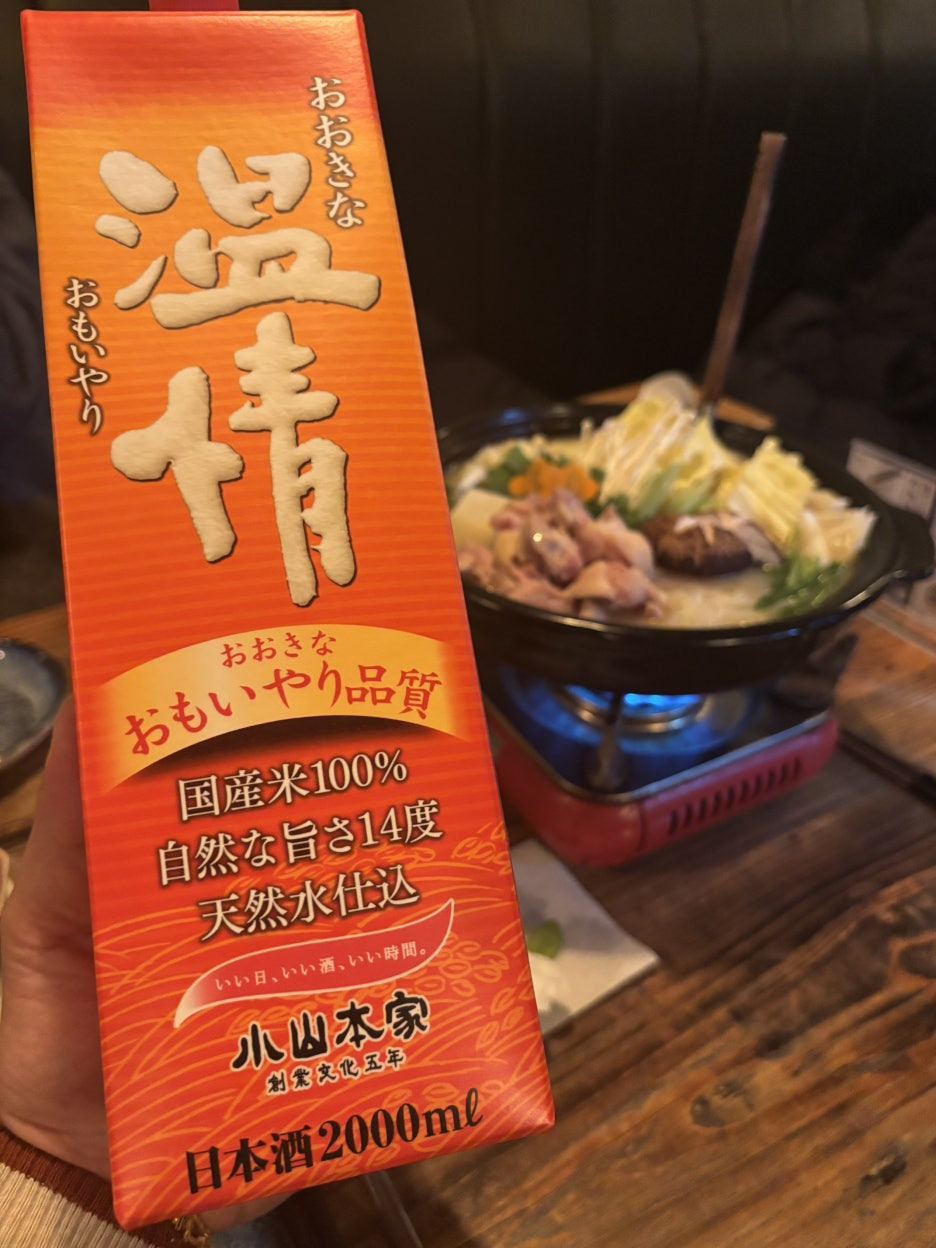 おおきな
温情
おもいやり
おおきな
おもいやり品質
国産米100%
自然な旨さ14度
天然水仕込
いい日、いい酒、いい時間。
小山本家
創業文化五年
日本酒2000ml